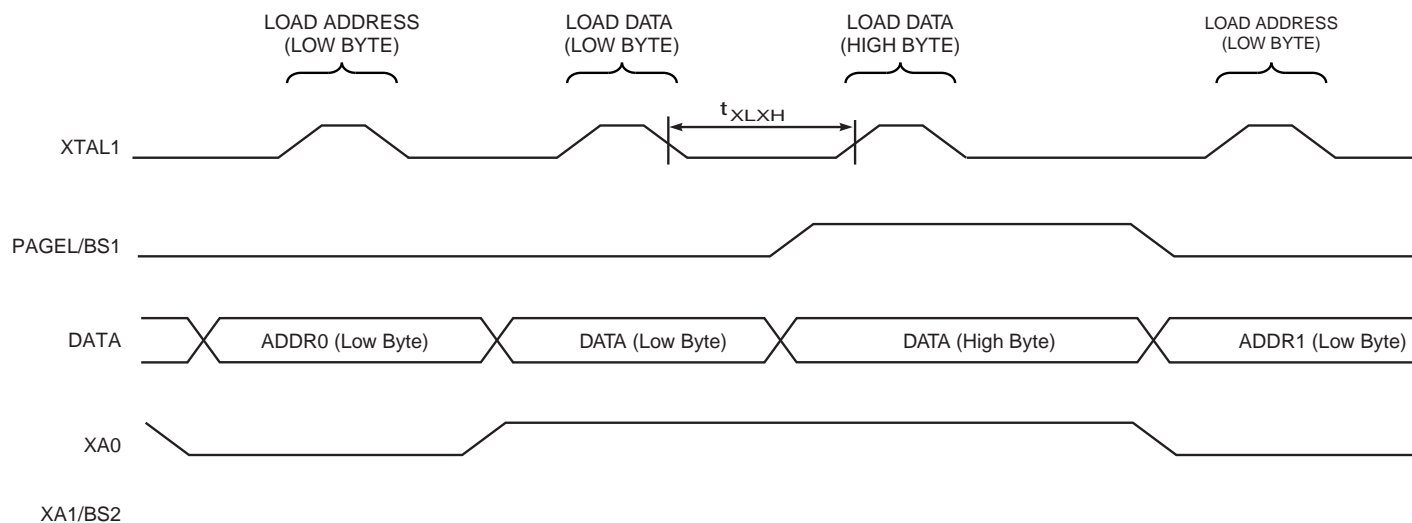 LOAD ADDRESS
(LOW BYTE)
LOAD DATA
(LOW BYTE)
LOAD DATA
(HIGH BYTE)
LOAD ADDRESS
(LOW BYTE)
tXLXH
XTAL1
PAGEL/BS1
DATA
ADDR0 (Low Byte)
DATA (Low Byte)
DATA (High Byte)
ADDR1 (Low Byte)
XA0
XA1/BS2